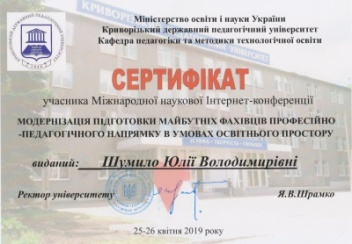 Міністерство освіти і науки України
Криворізький державний педагогічний університет
Кафедра педагогіки та методики технологічної освіти
СЕРТИФІКАТ
учасника Міжнародної наукової Інтернет-конференції
МОДЕРНІЗАЦІЯ ПІДГОТОВКИ МАЙБУТНІХ ФАХІВЦІВ ПРОФЕСІЙНО
-ПЕДАГОГІЧНОГО НАПРЯМКУ В УМОВАХ ОСВІТНЬОГО ПРОСТОРУ
виданий: Шумило Юлії Володимирівні
Ректор університету Я.В.Шрамко
25-26 квітня 2019 року